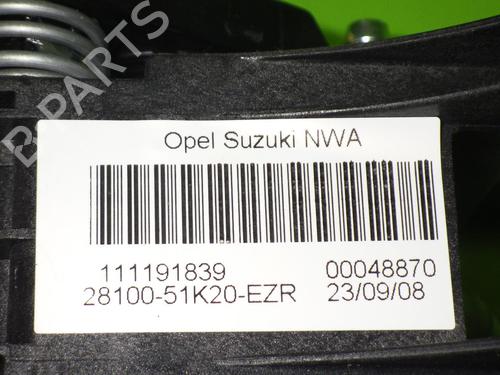 B-PARTS
Opel Suzuki NWA
111191839 00048870
28100-51K20-EZR 23/09/08